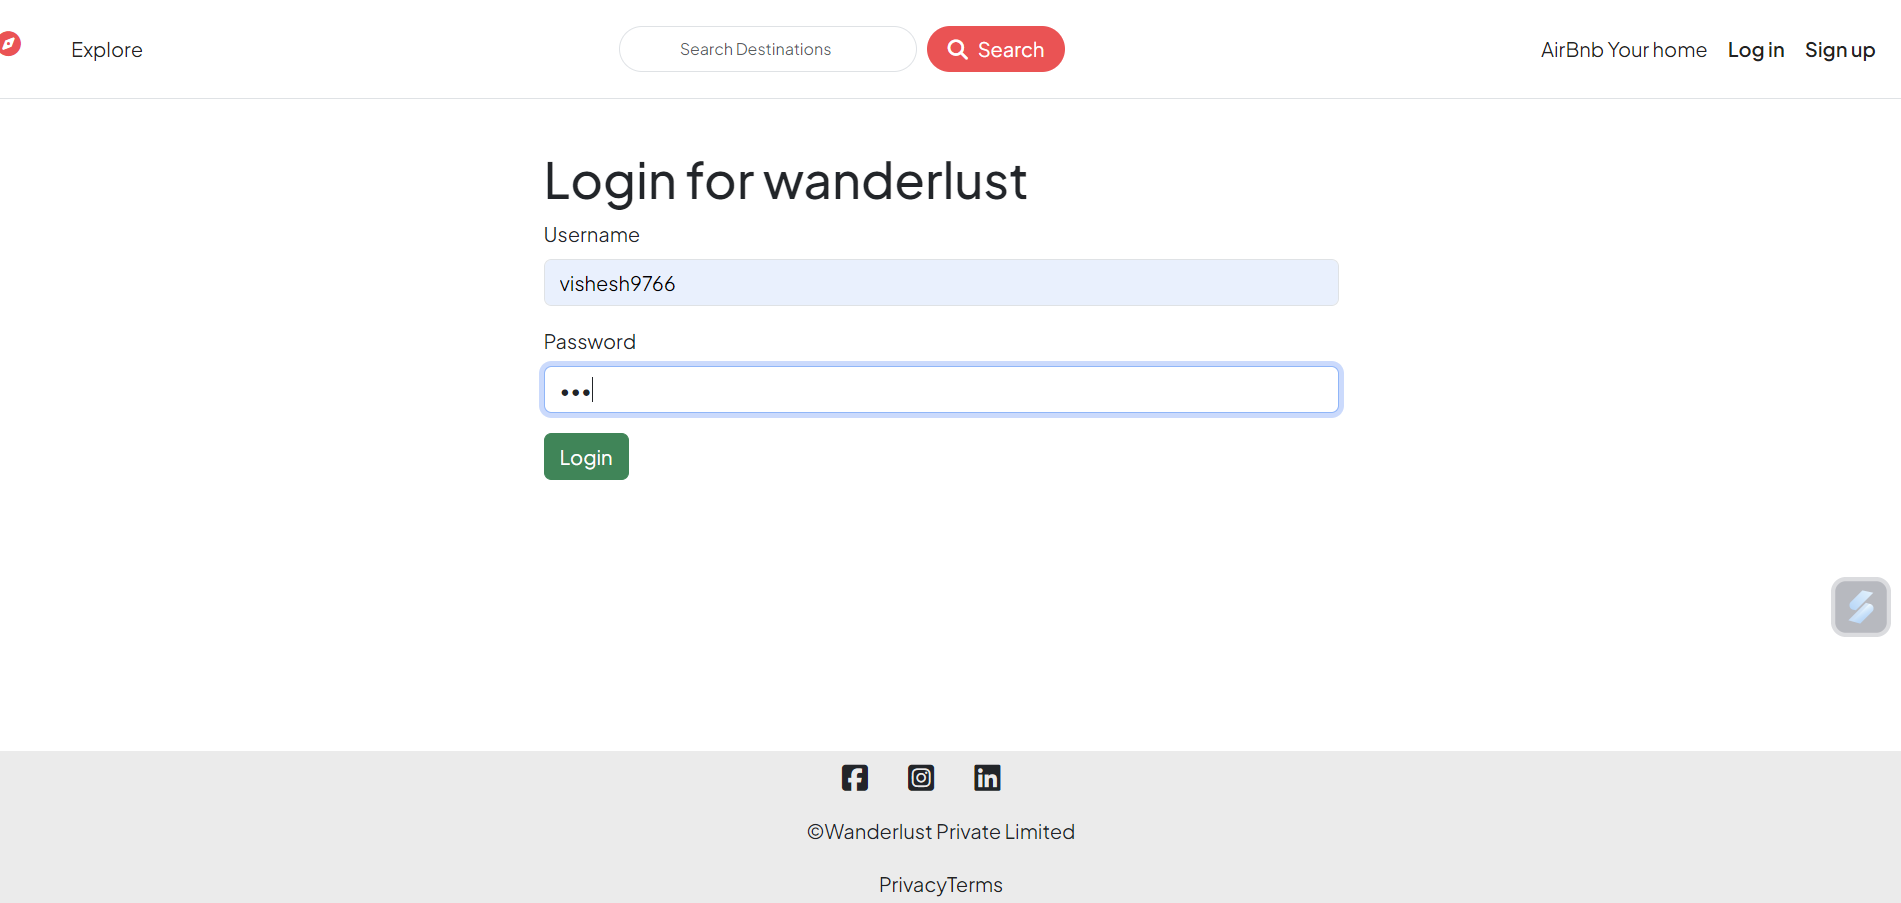 Explore
Search Destinations
Search
AirBnb Your home
Log in
Sign up
Login for wanderlust
Username
vishesh9766
Password
•••
Login
©Wanderlust Private Limited
PrivacyTerms